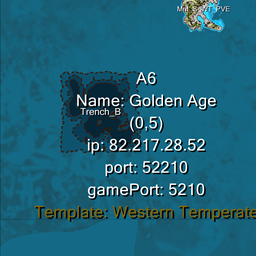 A6
Name: Golden Age
Trench_B
(0,5)
ip: 82.217.28.52
port: 52210
gamePort: 5210
Template: Western Temperate